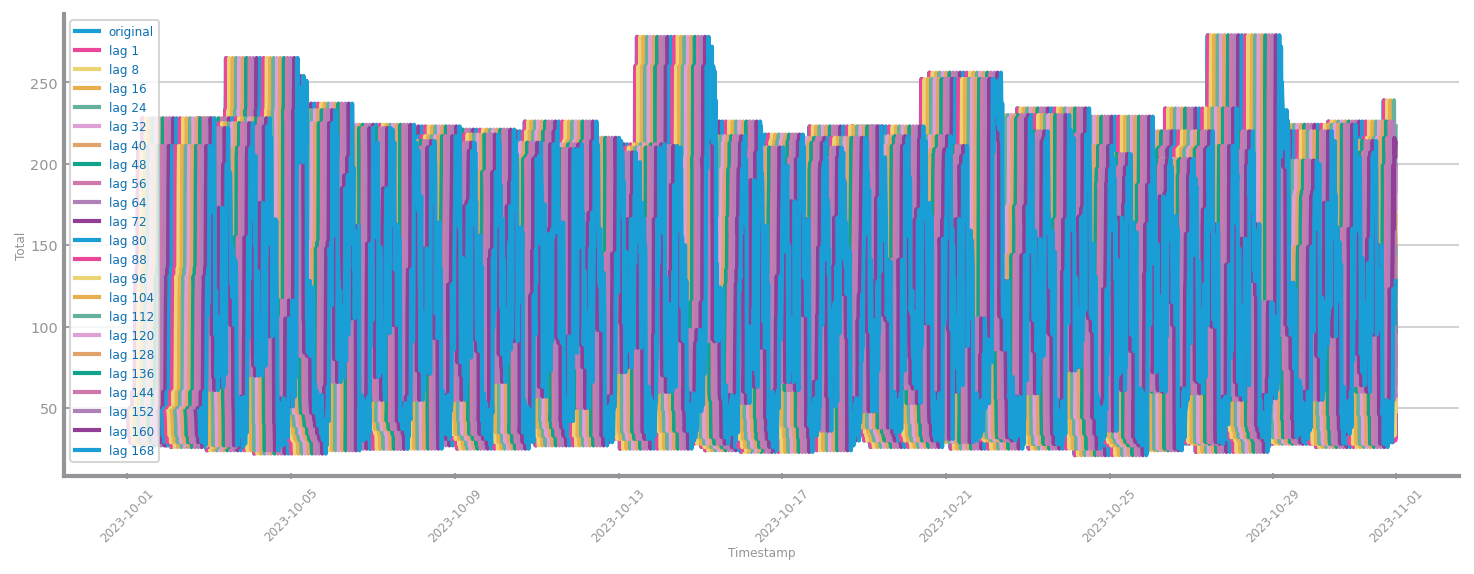 original
lag 1
lag 8
lag 16
lag 24
lag 32
lag 40
lag 48
lag 56
lag 64
lag 72
lag 80
lag 88
lag 96
lag 104
lag 112
lag 120
lag 128
lag 136
lag 144
lag 152
lag 160
lag 168
250
200
150
100
50
Total
2023-10-01
2023-10-05
2023-10-09
2023-10-13
2023-10-17
2023-10-21
2023-10-25
2023-10-29
2023-11-01
Timestamp